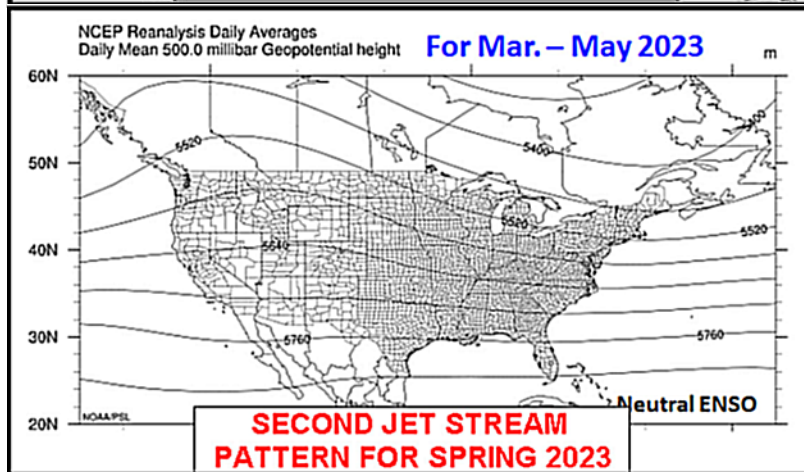 NCEP Reanalysis Daily Averages
Daily Mean 500.0 millibar Geopotential height
For Mar. – May 2023
m
60N
50N
40N
30N
20N
5520
5400
5400
5520
5640
5520
5760
5760
NOAA/PSL
Neutral ENSO
SECOND JET STREAM
PATTERN FOR SPRING 2023